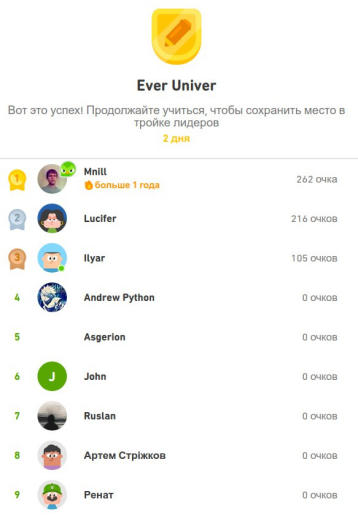 Ever Univer
Вот это успех! Продолжайте учиться, чтобы сохранить место в
тройке лидеров
2 дня
1 Mnill 262 очка
больше 1 года
2 Lucifer 216 очков
3 Ilyar 105 очков
4 Andrew Python 0 очков
5 Asgerion 0 очков
6 J John 0 очков
7 Ruslan 0 очков
8 Артем Стріжков 0 очков
9 Ренат 0 очков